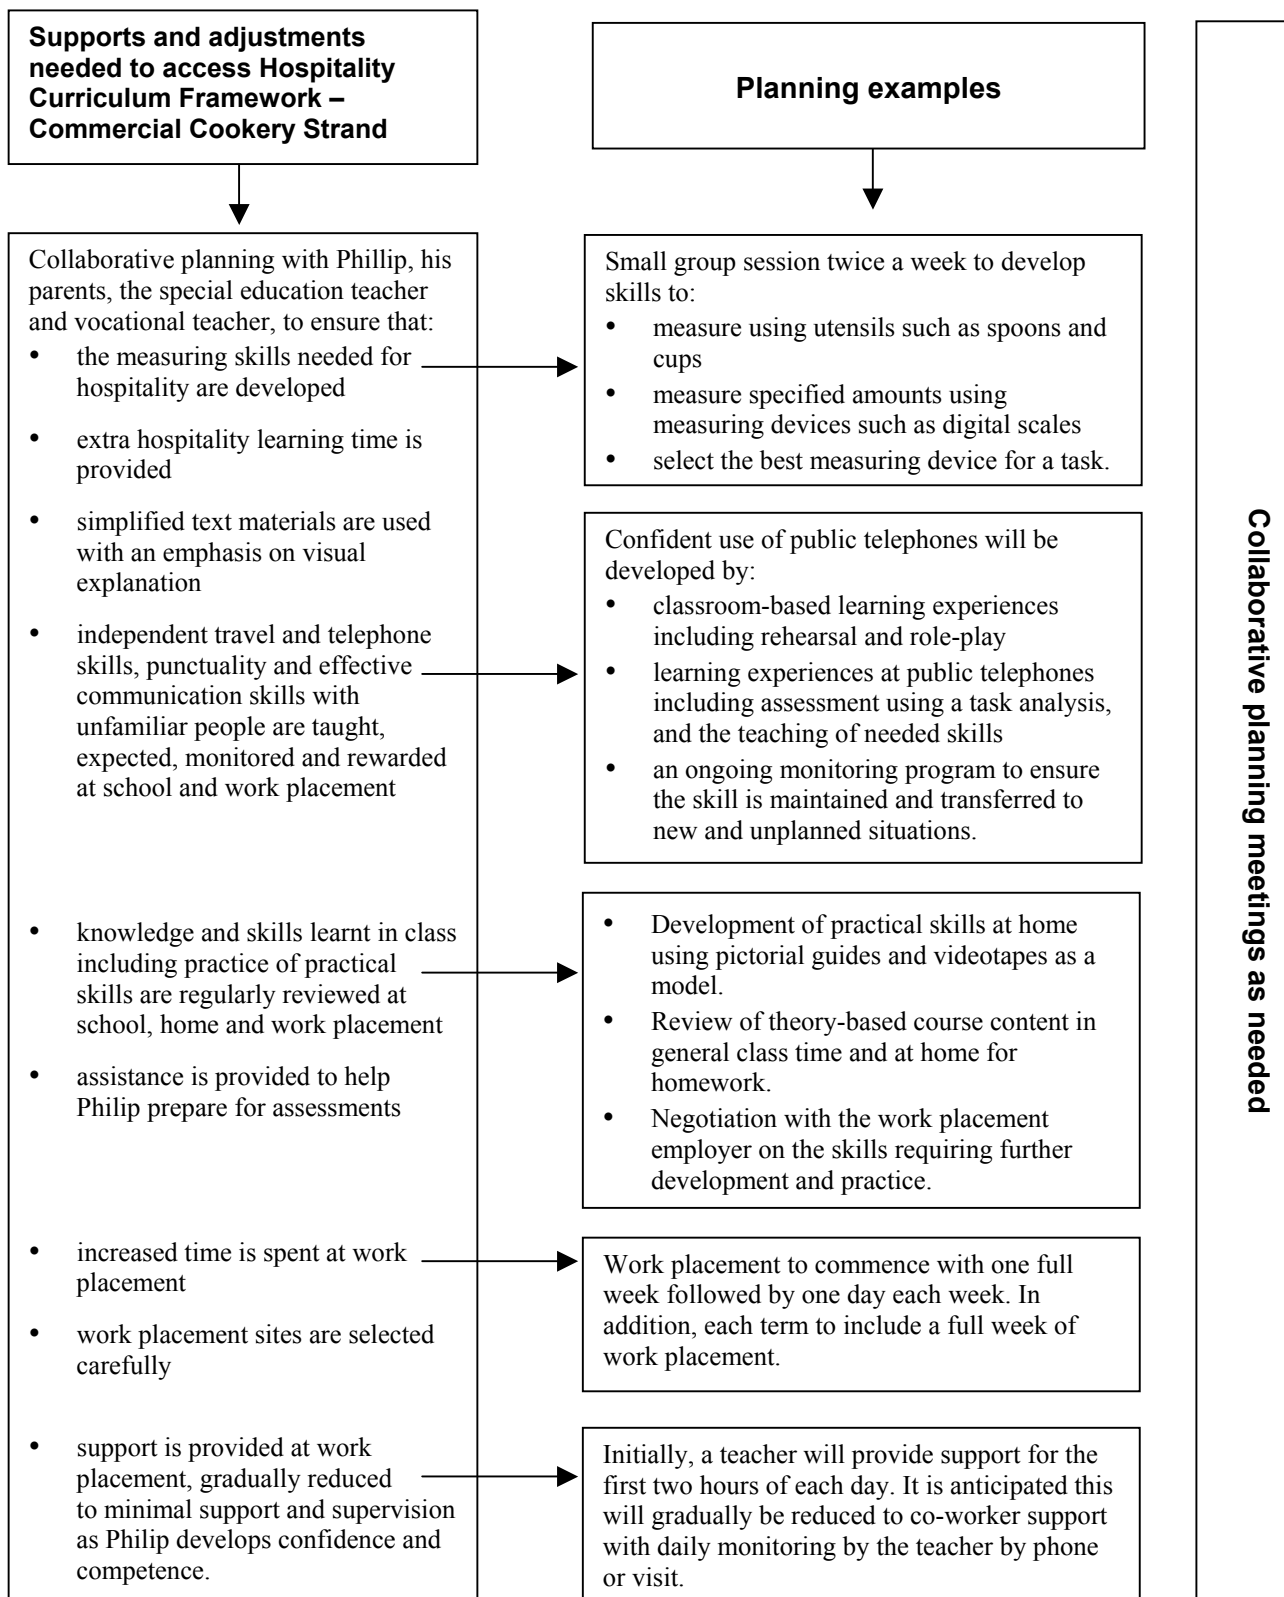 Supports and adjustments
needed to access Hospitality
Curriculum Framework –
Commercial Cookery Strand
Planning examples
Collaborative planning with Phillip, his
parents, the special education teacher
and vocational teacher, to ensure that:
• the measuring skills needed for
hospitality are developed
• extra hospitality learning time is
provided
• simplified text materials are used
with an emphasis on visual
explanation
• independent travel and telephone
skills, punctuality and effective
communication skills with
unfamiliar people are taught,
expected, monitored and rewarded
at school and work placement
• knowledge and skills learnt in class
including practice of practical
skills are regularly reviewed at
school, home and work placement
• assistance is provided to help
Philip prepare for assessments
• increased time is spent at work
placement
• work placement sites are selected
carefully
• support is provided at work
placement, gradually reduced
to minimal support and supervision
as Philip develops confidence and
competence.
Small group session twice a week to develop
skills to:
• measure using utensils such as spoons and
cups
• measure specified amounts using
measuring devices such as digital scales
• select the best measuring device for a task.
Confident use of public telephones will be
developed by:
• classroom-based learning experiences
including rehearsal and role-play
• learning experiences at public telephones
including assessment using a task analysis,
and the teaching of needed skills
• an ongoing monitoring program to ensure
the skill is maintained and transferred to
new and unplanned situations.
• Development of practical skills at home
using pictorial guides and videotapes as a
model.
• Review of theory-based course content in
general class time and at home for
homework.
• Negotiation with the work placement
employer on the skills requiring further
development and practice.
Work placement to commence with one full
week followed by one day each week. In
addition, each term to include a full week of
work placement.
Initially, a teacher will provide support for the
first two hours of each day. It is anticipated this
will gradually be reduced to co-worker support
with daily monitoring by the teacher by phone
or visit.
Collaborative planning meetings as needed